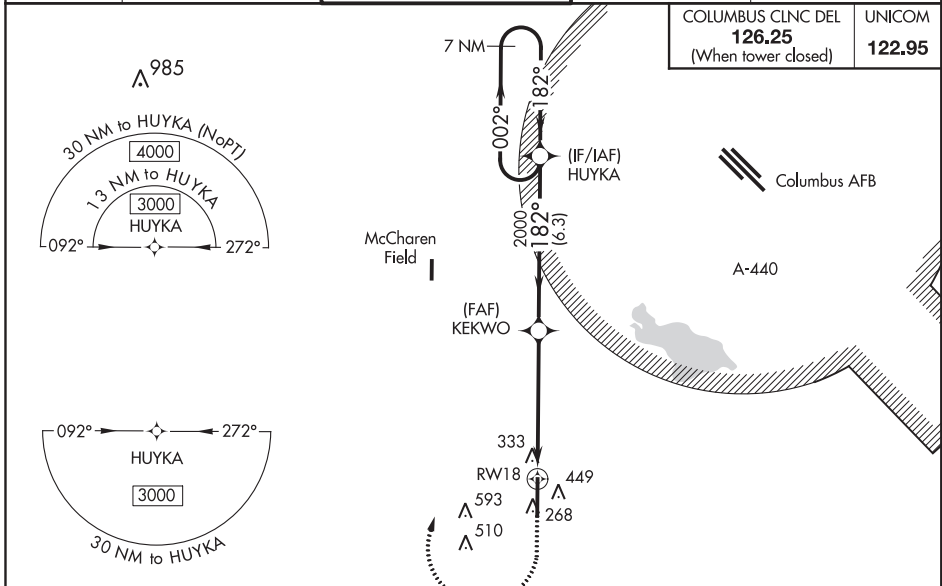 COLUMBUS CLNC DEL
126.25
(When tower closed)
UNICOM
122.95
985
30 NM to HUYKA (NoPT)
4000
13 NM to HUYKA
3000
HUYKA
092°
272°
7 NM
182°
002°
(IF/IAF)
HUYKA
2000
182°
(6.3)
Columbus AFB
McCharen
Field
A-440
(FAF)
KEKWO
092°
272°
HUYKA
3000
30 NM to HUYKA
333
RW18
449
593
268
510